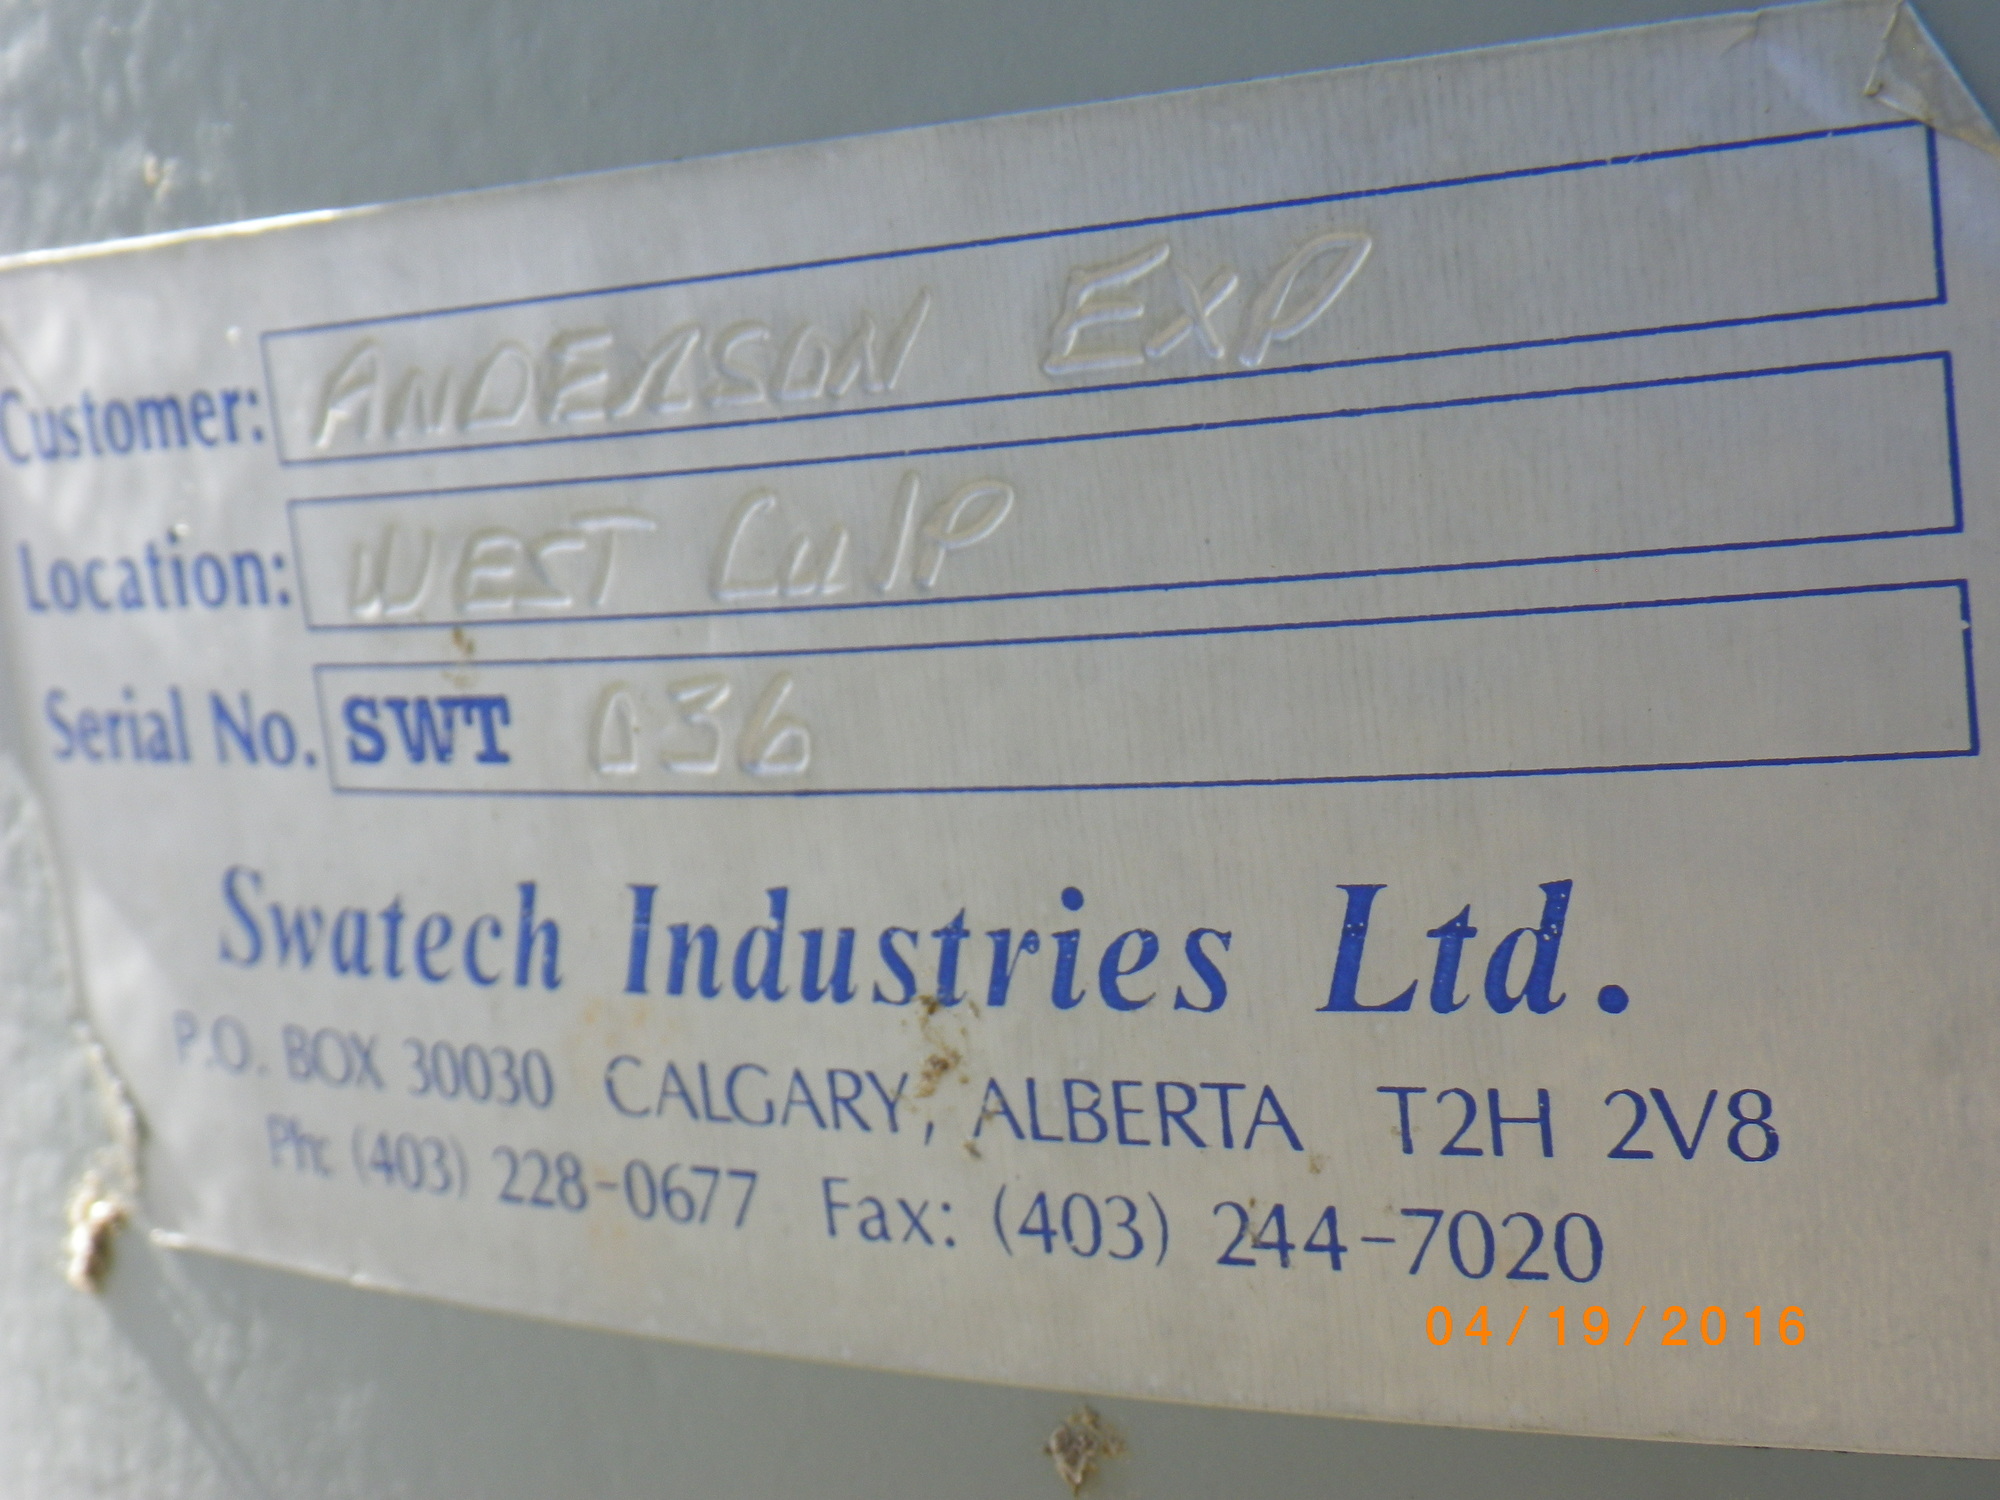 Customer: ANDERSON EXP
Location: WEST CulP
Serial No. SWT 036
Swatech Industries Ltd.
P.O. BOX 30030 CALGARY, ALBERTA T2H 2V8
Ph: (403) 228-0677 Fax: (403) 244-7020
04/19/2016